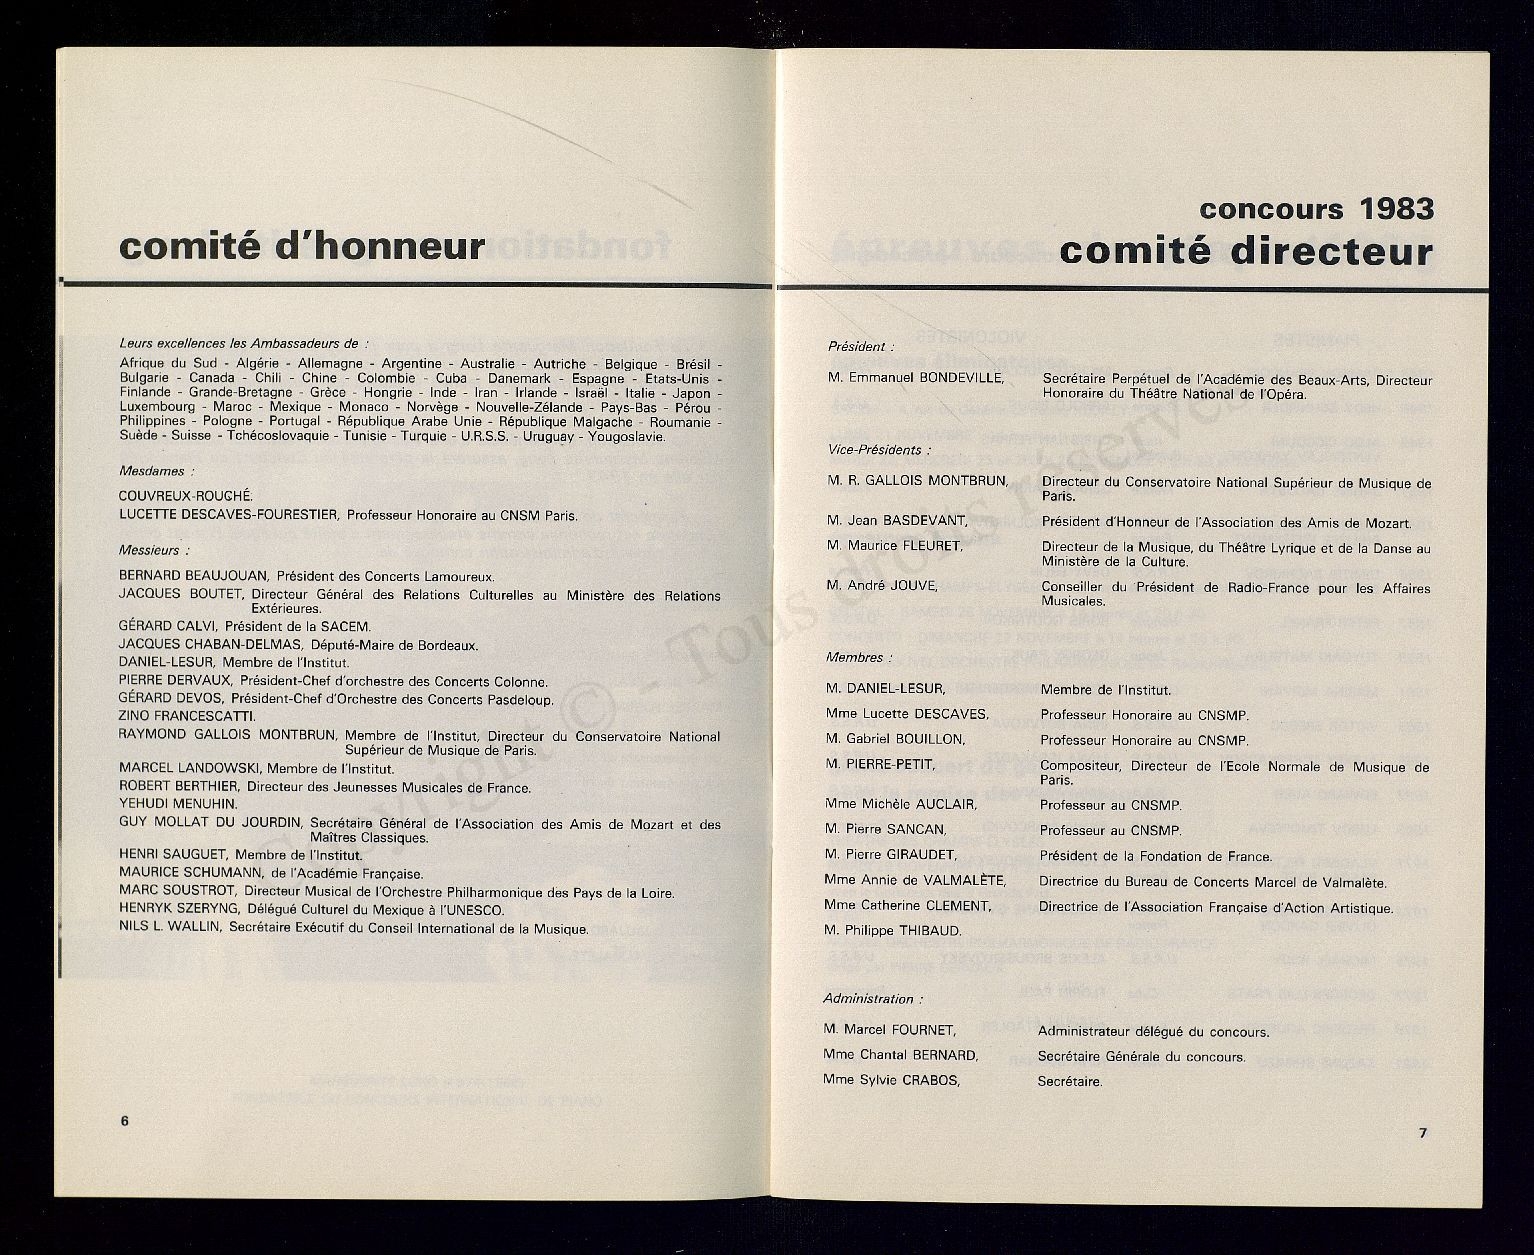 comité d'honneur
Leurs excellences les Ambassadeurs de :
Afrique du Sud - Algérie - Allemagne - Argentine - Australie - Autriche - Belgique - Brésil -
Bulgarie - Canada - Chili - Chine - Colombie - Cuba - Danemark - Espagne - Etats-Unis -
Finlande - Grande-Bretagne - Grèce - Hongrie - Inde - Iran - Irlande - Israël - Italie - Japon -
Luxembourg - Maroc - Mexique - Monaco - Norvège - Nouvelle-Zélande - Pays-Bas - Pérou -
Philippines - Pologne - Portugal - République Arabe Unie - République Malgache - Roumanie -
Suède - Suisse - Tchécoslovaquie - Tunisie - Turquie - U.R.S.S. - Uruguay - Yougoslavie.
Mesdames :
COUVREUX-ROUCHÉ.
LUCETTE DESCAVES-FOURESTIER, Professeur Honoraire au CNSM Paris.
Messieurs :
BERNARD BEAUJOUAN, Président des Concerts Lamoureux.
JACQUES BOUTET, Directeur Général des Relations Culturelles au Ministère des Relations
Extérieures.
GÉRARD CALVI, Président de la SACEM.
JACQUES CHABAN-DELMAS, Député-Maire de Bordeaux.
DANIEL-LESUR, Membre de l'Institut.
PIERRE DERVAUX, Président-Chef d'orchestre des Concerts Colonne.
GÉRARD DEVOS, Président-Chef d'Orchestre des Concerts Pasdeloup.
ZINO FRANCESCATTI.
RAYMOND GALLOIS MONTBRUN, Membre de l'Institut, Directeur du Conservatoire National
Supérieur de Musique de Paris.
MARCEL LANDOWSKI, Membre de l'Institut.
ROBERT BERTHIER, Directeur des Jeunesses Musicales de France.
YEHUDI MENUHIN.
GUY MOLLAT DU JOURDIN, Secrétaire Général de l'Association des Amis de Mozart et des
Maîtres Classiques.
HENRI SAUGUET, Membre de l'Institut.
MAURICE SCHUMANN, de l'Académie Française.
MARC SOUSTROT, Directeur Musical de l'Orchestre Philharmonique des Pays de la Loire.
HENRYK SZERYNG, Délégué Culturel du Mexique à l'UNESCO.
NILS L. WALLIN, Secrétaire Exécutif du Conseil International de la Musique.
6
concours 1983
comité directeur
Président :
M. Emmanuel BONDEVILLE, Secrétaire Perpétuel de l'Académie des Beaux-Arts, Directeur
Honoraire du Théâtre National de l'Opéra.
Vice-Présidents :
M. R. GALLOIS MONTBRUN, Directeur du Conservatoire National Supérieur de Musique de
Paris.
M. Jean BASDEVANT, Président d'Honneur de l'Association des Amis de Mozart.
M. Maurice FLEURET, Directeur de la Musique, du Théâtre Lyrique et de la Danse au
Ministère de la Culture.
M. André JOUVE, Conseiller du Président de Radio-France pour les Affaires
Musicales.
Membres :
M. DANIEL-LESUR, Membre de l'Institut.
Mme Lucette DESCAVES, Professeur Honoraire au CNSMP.
M. Gabriel BOUILLON, Professeur Honoraire au CNSMP.
M. PIERRE-PETIT, Compositeur, Directeur de l'Ecole Normale de Musique de
Paris.
Mme Michèle AUCLAIR, Professeur au CNSMP.
M. Pierre SANCAN, Professeur au CNSMP.
M. Pierre GIRAUDET, Président de la Fondation de France.
Mme Annie de VALMALÈTE, Directrice du Bureau de Concerts Marcel de Valmalète.
Mme Catherine CLEMENT, Directrice de l'Association Française d'Action Artistique.
M. Philippe THIBAUD.
Administration :
M. Marcel FOURNET, Administrateur délégué du concours.
Mme Chantal BERNARD, Secrétaire Générale du concours.
Mme Sylvie CRABOS, Secrétaire.
7
Copyright © - Tous droits réservés